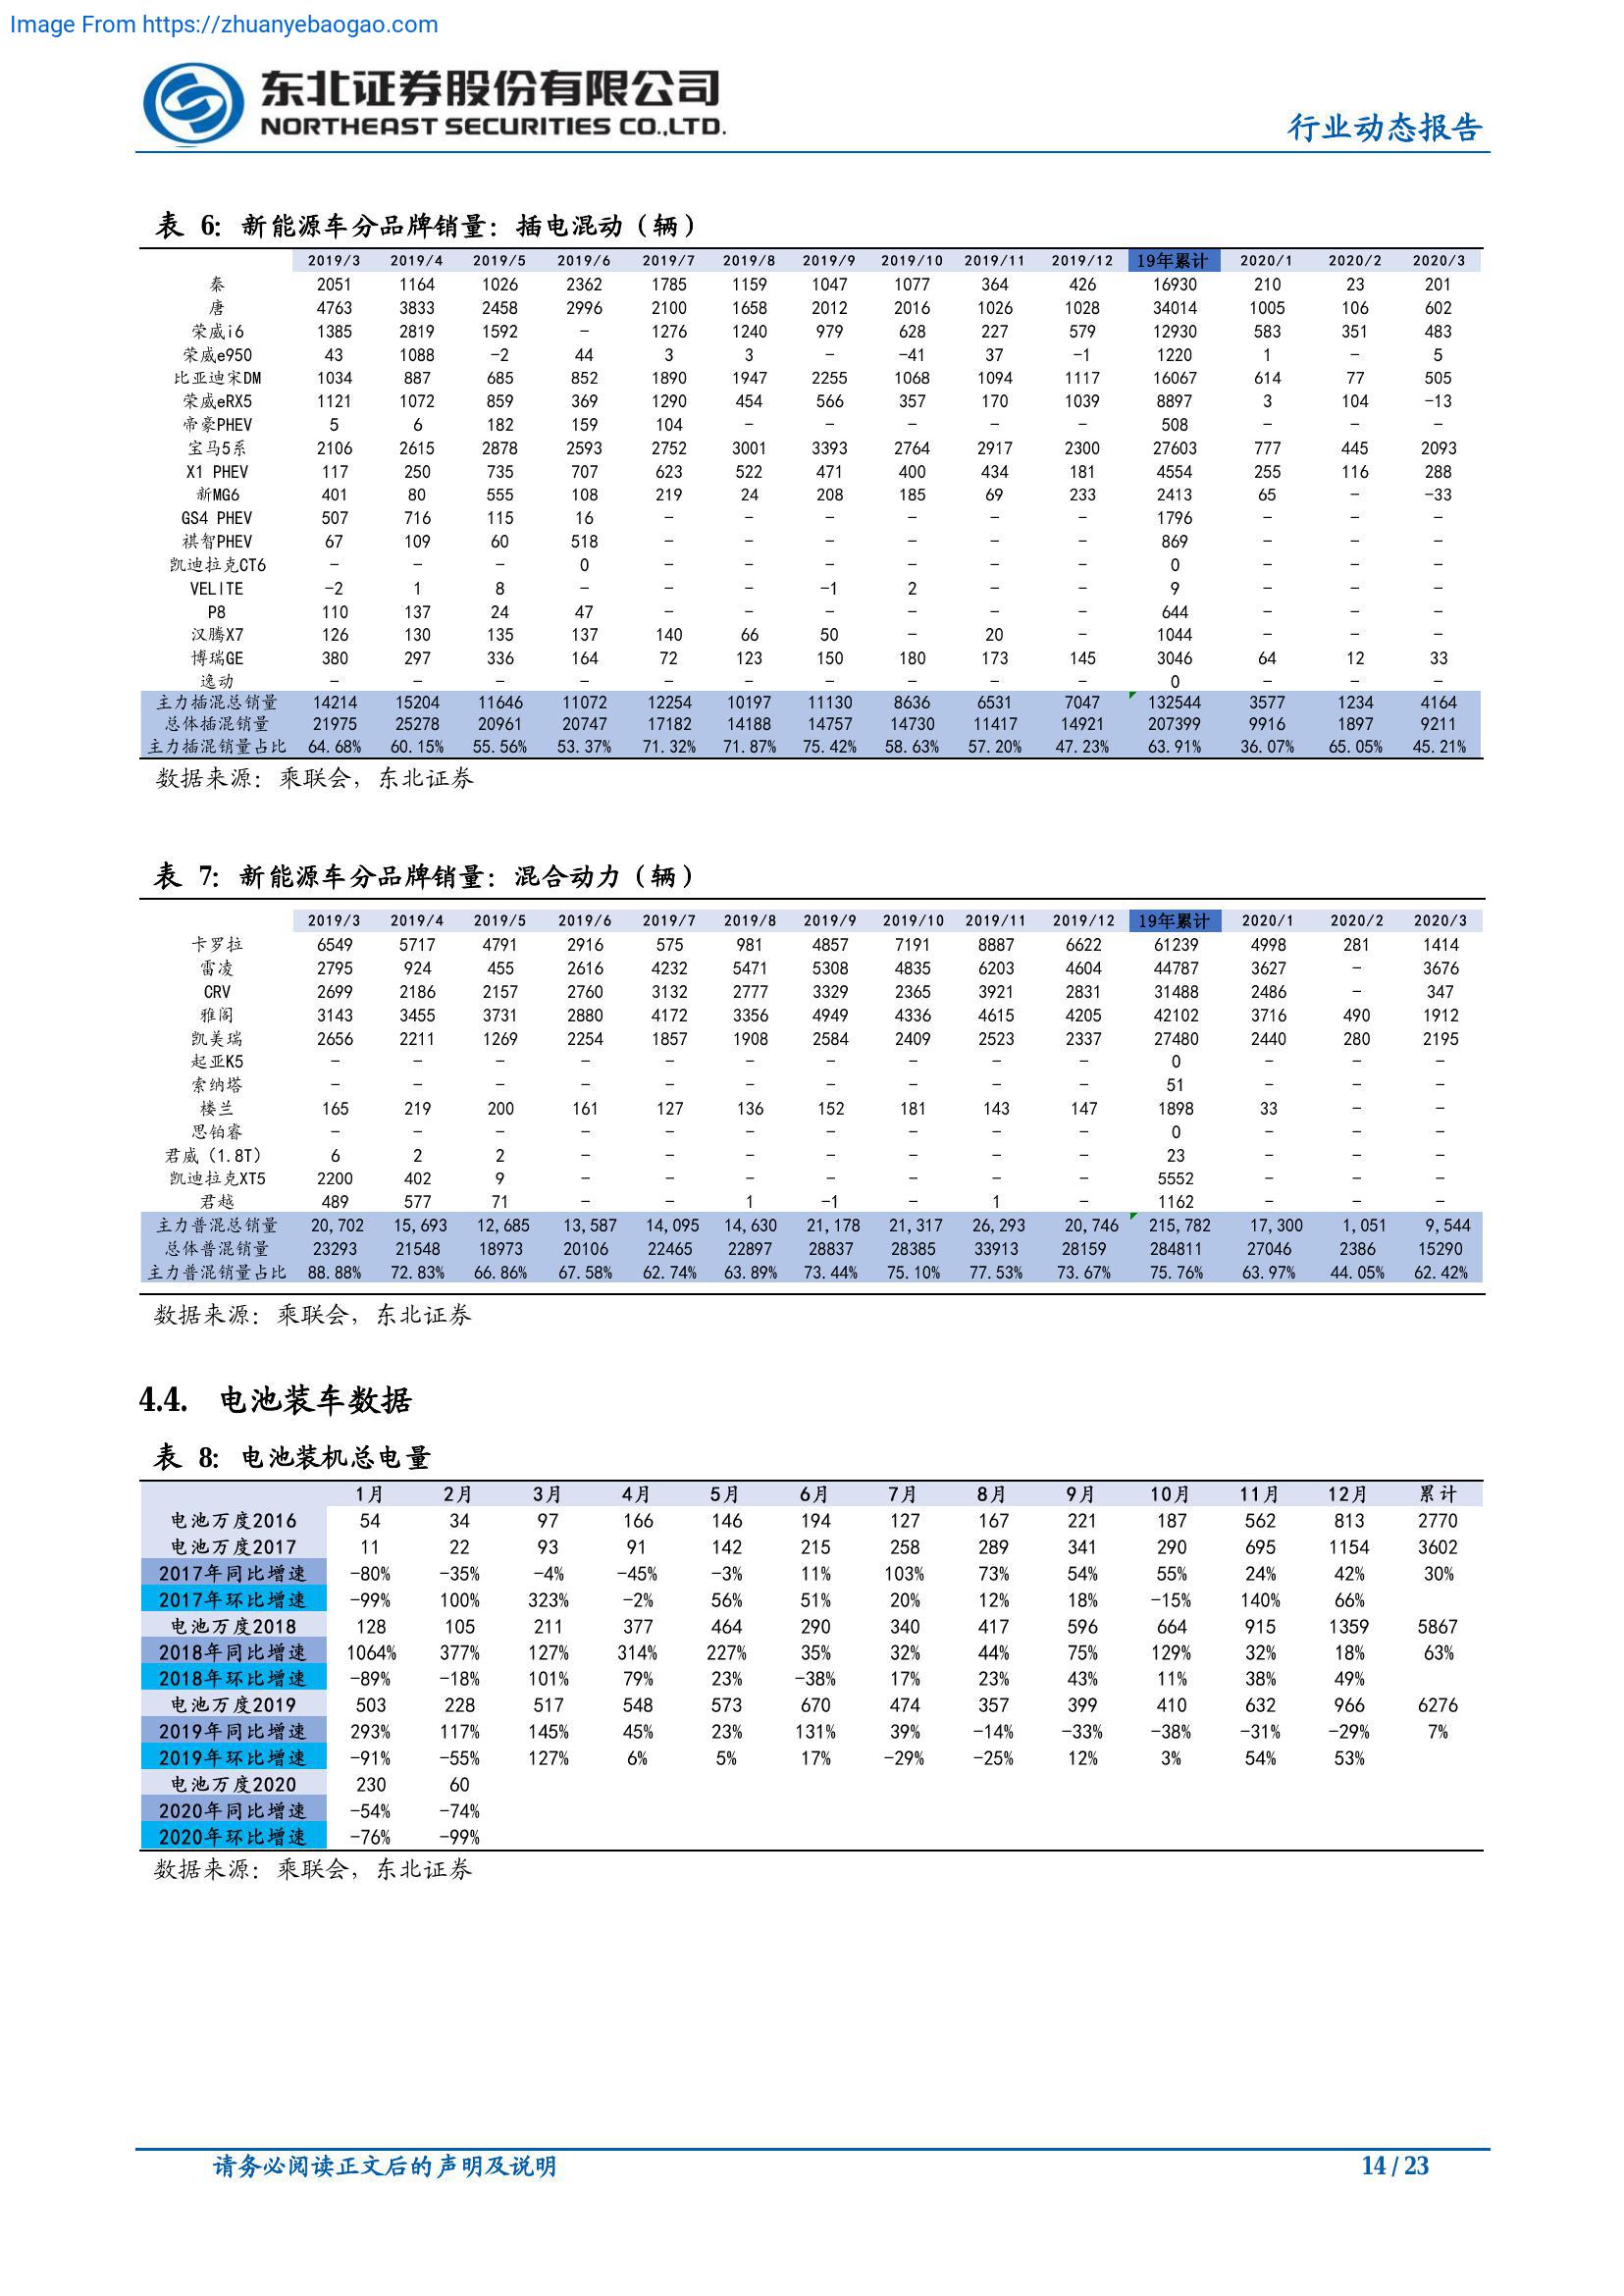 Image From https://zhuanyebaogao.com
东北证券股份有限公司
NORTHEAST SECURITIES CO.,LTD.
行业动态报告
表 6: 新能源车分品牌销量: 插电混动（辆）
2019/3 2019/4 2019/5 2019/6 2019/7 2019/8 2019/9 2019/10 2019/11 2019/12 19年累计 2020/1 2020/2 2020/3
秦 2051 1164 1026 2362 1785 1159 1047 1077 364 426 16930 210 23 201
唐 4763 3833 2458 2996 2100 1658 2012 2016 1026 1028 34014 1005 106 602
荣威i6 1385 2819 1592 - 1276 1240 979 628 227 579 12930 583 351 483
荣威e950 43 1088 -2 44 3 3 - -41 37 -1 1220 1 - 5
比亚迪宋DM 1034 887 685 852 1890 1947 2255 1068 1094 1117 16067 614 77 505
荣威eRX5 1121 1072 859 369 1290 454 566 357 170 1039 8897 3 104 -13
帝豪PHEV 5 6 182 159 104 - - - - - 508 - - -
宝马5系 2106 2615 2878 2593 2752 3001 3393 2764 2917 2300 27603 777 445 2093
X1 PHEV 117 250 735 707 623 522 471 400 434 181 4554 255 116 288
新MG6 401 80 555 108 219 24 208 185 69 233 2413 65 - -33
GS4 PHEV 507 716 115 16 - - - - - - 1796 - - -
祺智PHEV 67 109 60 518 - - - - - - 869 - - -
凯迪拉克CT6 - - - 0 - - - - - - 0 - - -
VELITE -2 1 8 - - - -1 2 - - 9 - - -
P8 110 137 24 47 - - - - - - 644 - - -
汉腾X7 126 130 135 137 140 66 50 - 20 - 1044 - - -
博瑞GE 380 297 336 164 72 123 150 180 173 145 3046 64 12 33
逸动 - - - - - - - - - - 0 - - -
主力插混总销量 14214 15204 11646 11072 12254 10197 11130 8636 6531 7047 132544 3577 1234 4164
总体插混销量 21975 25278 20961 20747 17182 14188 14757 14730 11417 14921 207399 9916 1897 9211
主力插混销量占比 64.68% 60.15% 55.56% 53.37% 71.32% 71.87% 75.42% 58.63% 57.20% 47.23% 63.91% 36.07% 65.05% 45.21%
数据来源: 乘联会, 东北证券
表 7: 新能源车分品牌销量: 混合动力（辆）
2019/3 2019/4 2019/5 2019/6 2019/7 2019/8 2019/9 2019/10 2019/11 2019/12 19年累计 2020/1 2020/2 2020/3
卡罗拉 6549 5717 4791 2916 575 981 4857 7191 8887 6622 61239 4998 281 1414
雷凌 2795 924 455 2616 4232 5471 5308 4835 6203 4604 44787 3627 - 3676
CRV 2699 2186 2157 2760 3132 2777 3329 2365 3921 2831 31488 2486 - 347
雅阁 3143 3455 3731 2880 4172 3356 4949 4336 4615 4205 42102 3716 490 1912
凯美瑞 2656 2211 1269 2254 1857 1908 2584 2409 2523 2337 27480 2440 280 2195
起亚K5 - - - - - - - - - - 0 - - -
索纳塔 - - - - - - - - - - 51 - - -
楼兰 165 219 200 161 127 136 152 181 143 147 1898 33 - -
思铂睿 - - - - - - - - - - 0 - - -
君威（1.8T） 6 2 2 - - - - - - - 23 - - -
凯迪拉克XT5 2200 402 9 - - - - - - - 5552 - - -
君越 489 577 71 - - 1 -1 - 1 - 1162 - - -
主力普混总销量 20,702 15,693 12,685 13,587 14,095 14,630 21,178 21,317 26,293 20,746 215,782 17,300 1,051 9,544
总体普混销量 23293 21548 18973 20106 22465 22897 28837 28385 33913 28159 284811 27046 2386 15290
主力普混销量占比 88.88% 72.83% 66.86% 67.58% 62.74% 63.89% 73.44% 75.10% 77.53% 73.67% 75.76% 63.97% 44.05% 62.42%
数据来源: 乘联会, 东北证券
4.4. 电池装车数据
表 8: 电池装机总电量
1月 2月 3月 4月 5月 6月 7月 8月 9月 10月 11月 12月 累计
电池万度2016 54 34 97 166 146 194 127 167 221 187 562 813 2770
电池万度2017 11 22 93 91 142 215 258 289 341 290 695 1154 3602
2017年同比增速 -80% -35% -4% -45% -3% 11% 103% 73% 54% 55% 24% 42% 30%
2017年环比增速 -99% 100% 323% -2% 56% 51% 20% 12% 18% -15% 140% 66%
电池万度2018 128 105 211 377 464 290 340 417 596 664 915 1359 5867
2018年同比增速 1064% 377% 127% 314% 227% 35% 32% 44% 75% 129% 32% 18% 63%
2018年环比增速 -89% -18% 101% 79% 23% -38% 17% 23% 43% 11% 38% 49%
电池万度2019 503 228 517 548 573 670 474 357 399 410 632 966 6276
2019年同比增速 293% 117% 145% 45% 23% 131% 39% -14% -33% -38% -31% -29% 7%
2019年环比增速 -91% -55% 127% 6% 5% 17% -29% -25% 12% 3% 54% 53%
电池万度2020 230 60
2020年同比增速 -54% -74%
2020年环比增速 -76% -99%
数据来源: 乘联会, 东北证券
请务必阅读正文后的声明及说明 14 / 23